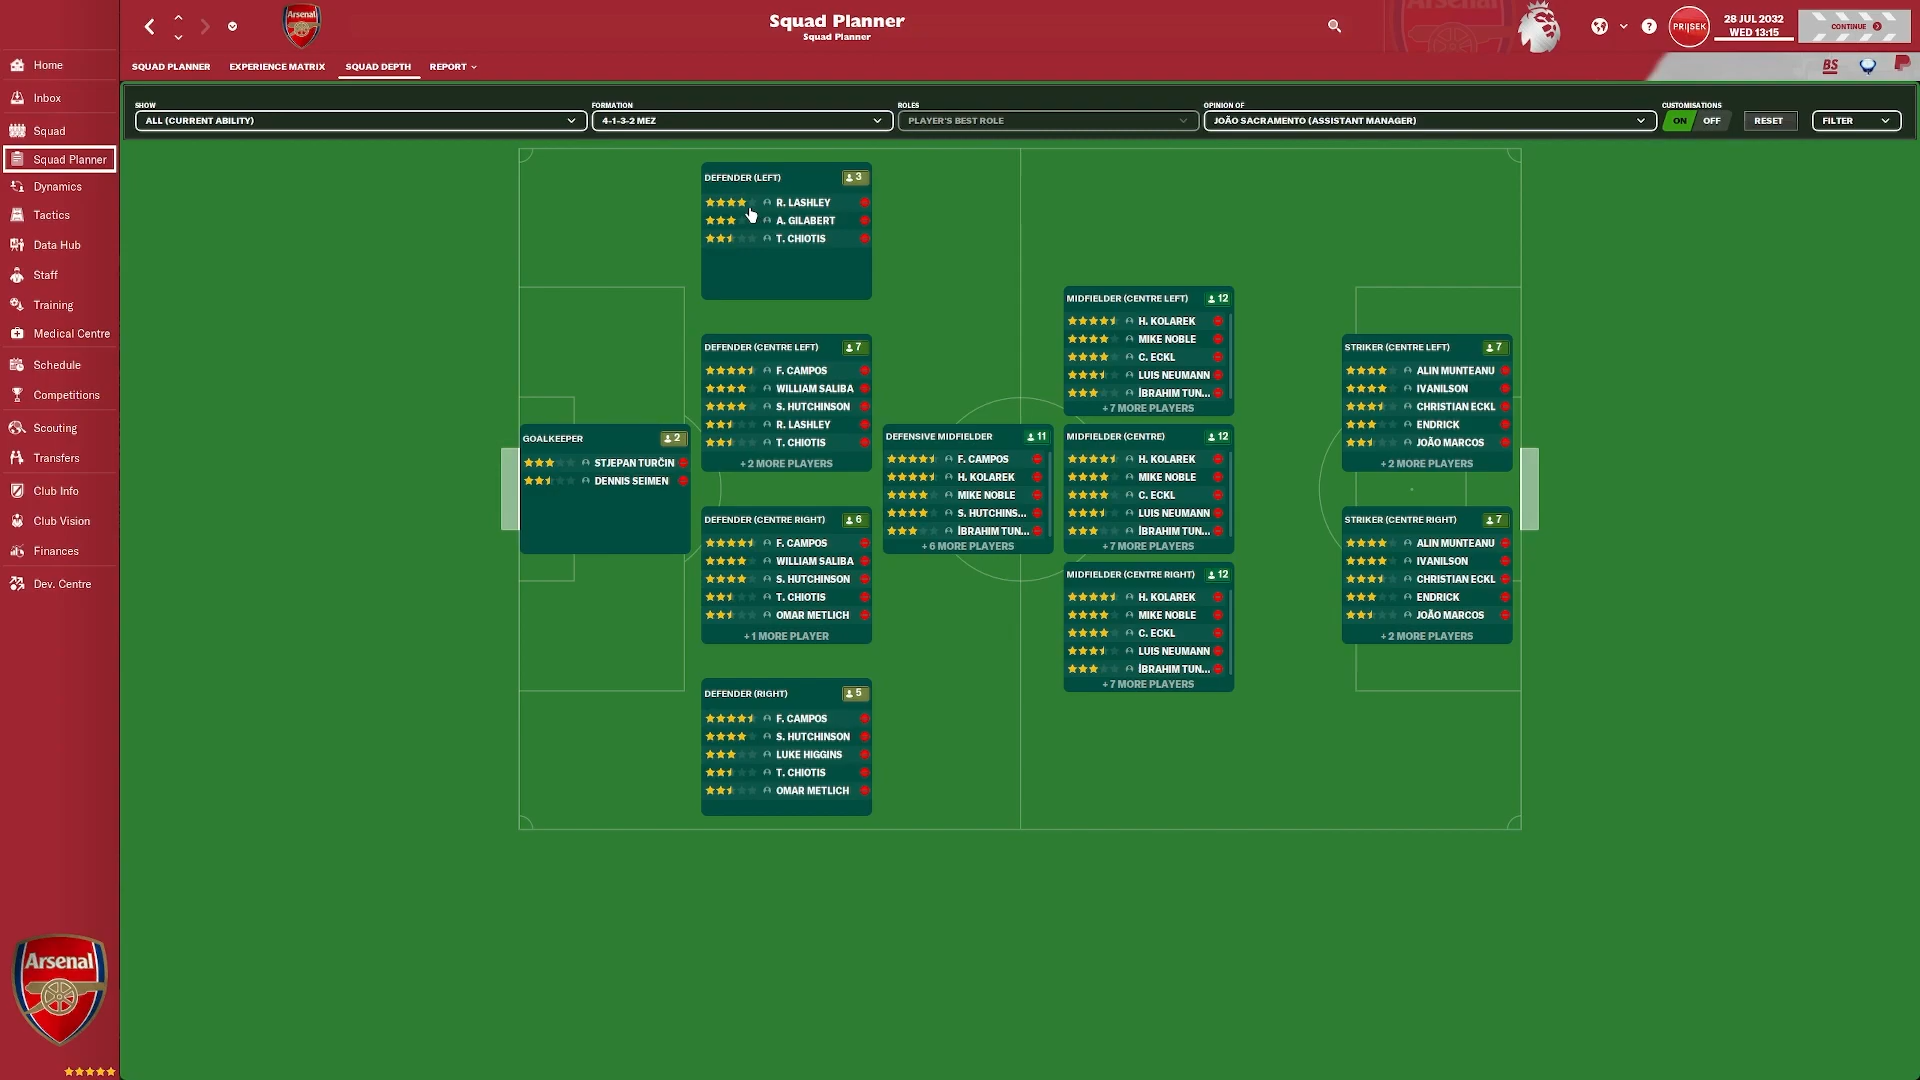 Arsenal
Squad Planner
Squad Planner
PRIJSEK
28 JUL 2032
WED 13:15
CONTINUE
SQUAD PLANNER
EXPERIENCE MATRIX
SQUAD DEPTH
REPORT
BS
Home
Inbox
Squad
Squad Planner
Dynamics
Tactics
Data Hub
Staff
Training
Medical Centre
Schedule
Competitions
Scouting
Transfers
Club Info
Club Vision
Finances
Dev. Centre
Arsenal
SHOW
ALL (CURRENT ABILITY)
FORMATION
4-1-3-2 MEZ
ROLES
PLAYER'S BEST ROLE
OPINION OF
JOÃO SACRAMENTO (ASSISTANT MANAGER)
CUSTOMISATIONS
ON OFF
RESET
FILTER
GOALKEEPER 2
STJEPAN TURČIN
DENNIS SEIMEN
DEFENDER (LEFT) 3
R. LASHLEY
A. GILABERT
T. CHIOTIS
DEFENDER (CENTRE LEFT) 7
F. CAMPOS
WILLIAM SALIBA
S. HUTCHINSON
R. LASHLEY
T. CHIOTIS
+ 2 MORE PLAYERS
DEFENDER (CENTRE RIGHT) 6
F. CAMPOS
WILLIAM SALIBA
S. HUTCHINSON
T. CHIOTIS
OMAR METLICH
+ 1 MORE PLAYER
DEFENDER (RIGHT) 5
F. CAMPOS
S. HUTCHINSON
LUKE HIGGINS
T. CHIOTIS
OMAR METLICH
DEFENSIVE MIDFIELDER 11
F. CAMPOS
H. KOLAREK
MIKE NOBLE
S. HUTCHINS...
İBRAHIM TUN...
+ 6 MORE PLAYERS
MIDFIELDER (CENTRE LEFT) 12
H. KOLAREK
MIKE NOBLE
C. ECKL
LUIS NEUMANN
İBRAHIM TUN...
+ 7 MORE PLAYERS
MIDFIELDER (CENTRE) 12
H. KOLAREK
MIKE NOBLE
C. ECKL
LUIS NEUMANN
İBRAHIM TUN...
+ 7 MORE PLAYERS
MIDFIELDER (CENTRE RIGHT) 12
H. KOLAREK
MIKE NOBLE
C. ECKL
LUIS NEUMANN
İBRAHIM TUN...
+ 7 MORE PLAYERS
STRIKER (CENTRE LEFT) 7
ALIN MUNTEANU
IVANILSON
CHRISTIAN ECKL
ENDRICK
JOÃO MARCOS
+ 2 MORE PLAYERS
STRIKER (CENTRE RIGHT) 7
ALIN MUNTEANU
IVANILSON
CHRISTIAN ECKL
ENDRICK
JOÃO MARCOS
+ 2 MORE PLAYERS